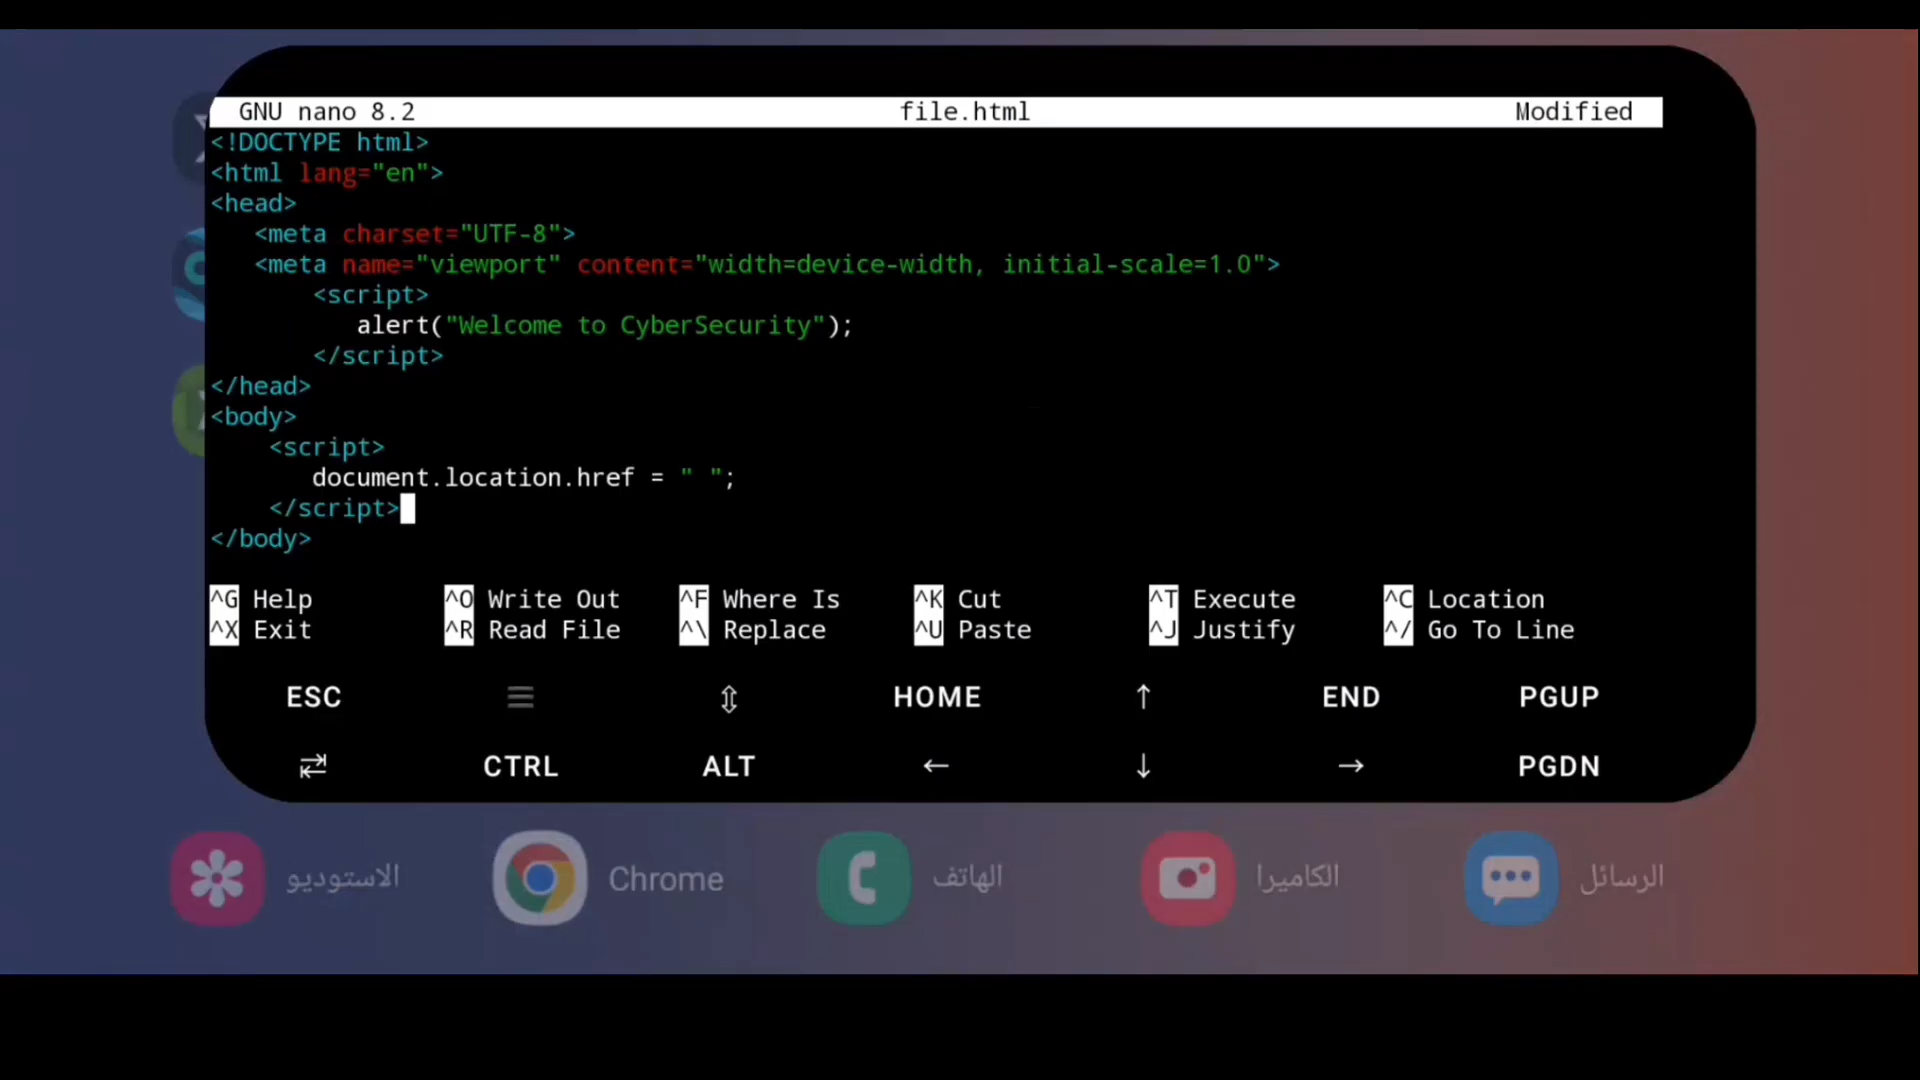 GNU nano 8.2 file.html Modified
<!DOCTYPE html>
<html lang="en">
<head>
<meta charset="UTF-8">
<meta name="viewport" content="width=device-width, initial-scale=1.0">
<script>
alert("Welcome to CyberSecurity");
</script>
</head>
<body>
<script>
document.location.href = " ";
</script>
</body>
^G Help ^O Write Out ^F Where Is ^K Cut ^T Execute ^C Location
^X Exit ^R Read File ^\ Replace ^U Paste ^J Justify ^/ Go To Line
ESC ☰ ⇳ HOME ↑ END PGUP
⇄ CTRL ALT ← ↓ → PGDN
الاستوديو Chrome الهاتف الكاميرا الرسائل